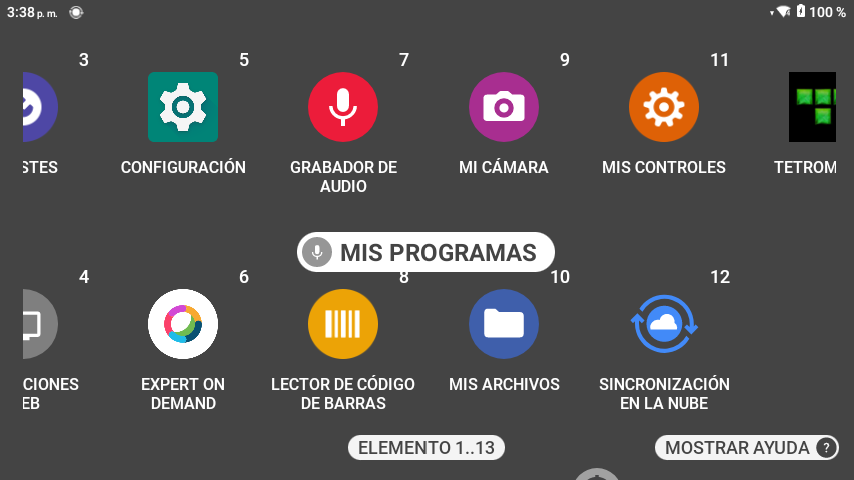 3:38 p. m.
100 %
3
5
7
9
11
STES
CONFIGURACIÓN
GRABADOR DE
AUDIO
MI CÁMARA
MIS CONTROLES
TETROM
MIS PROGRAMAS
4
6
8
10
12
CIONES
EB
EXPERT ON
DEMAND
LECTOR DE CÓDIGO
DE BARRAS
MIS ARCHIVOS
SINCRONIZACIÓN
EN LA NUBE
ELEMENTO 1..13
MOSTRAR AYUDA ?